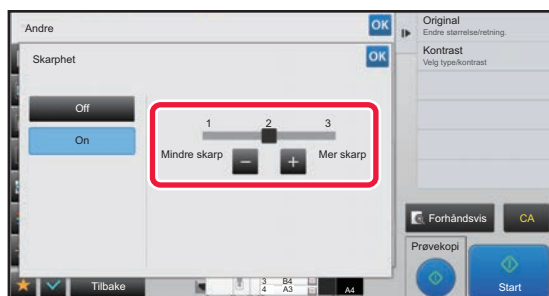 Andre
OK
Skarphet
OK
Off
On
1 2 3
Mindre skarp
Mer skarp
Original
Endre størrelse/retning.
Kontrast
Velg type/kontrast
Forhåndsvis
CA
Prøvekopi
Start
Tilbake
3 B4
4 A3
A4